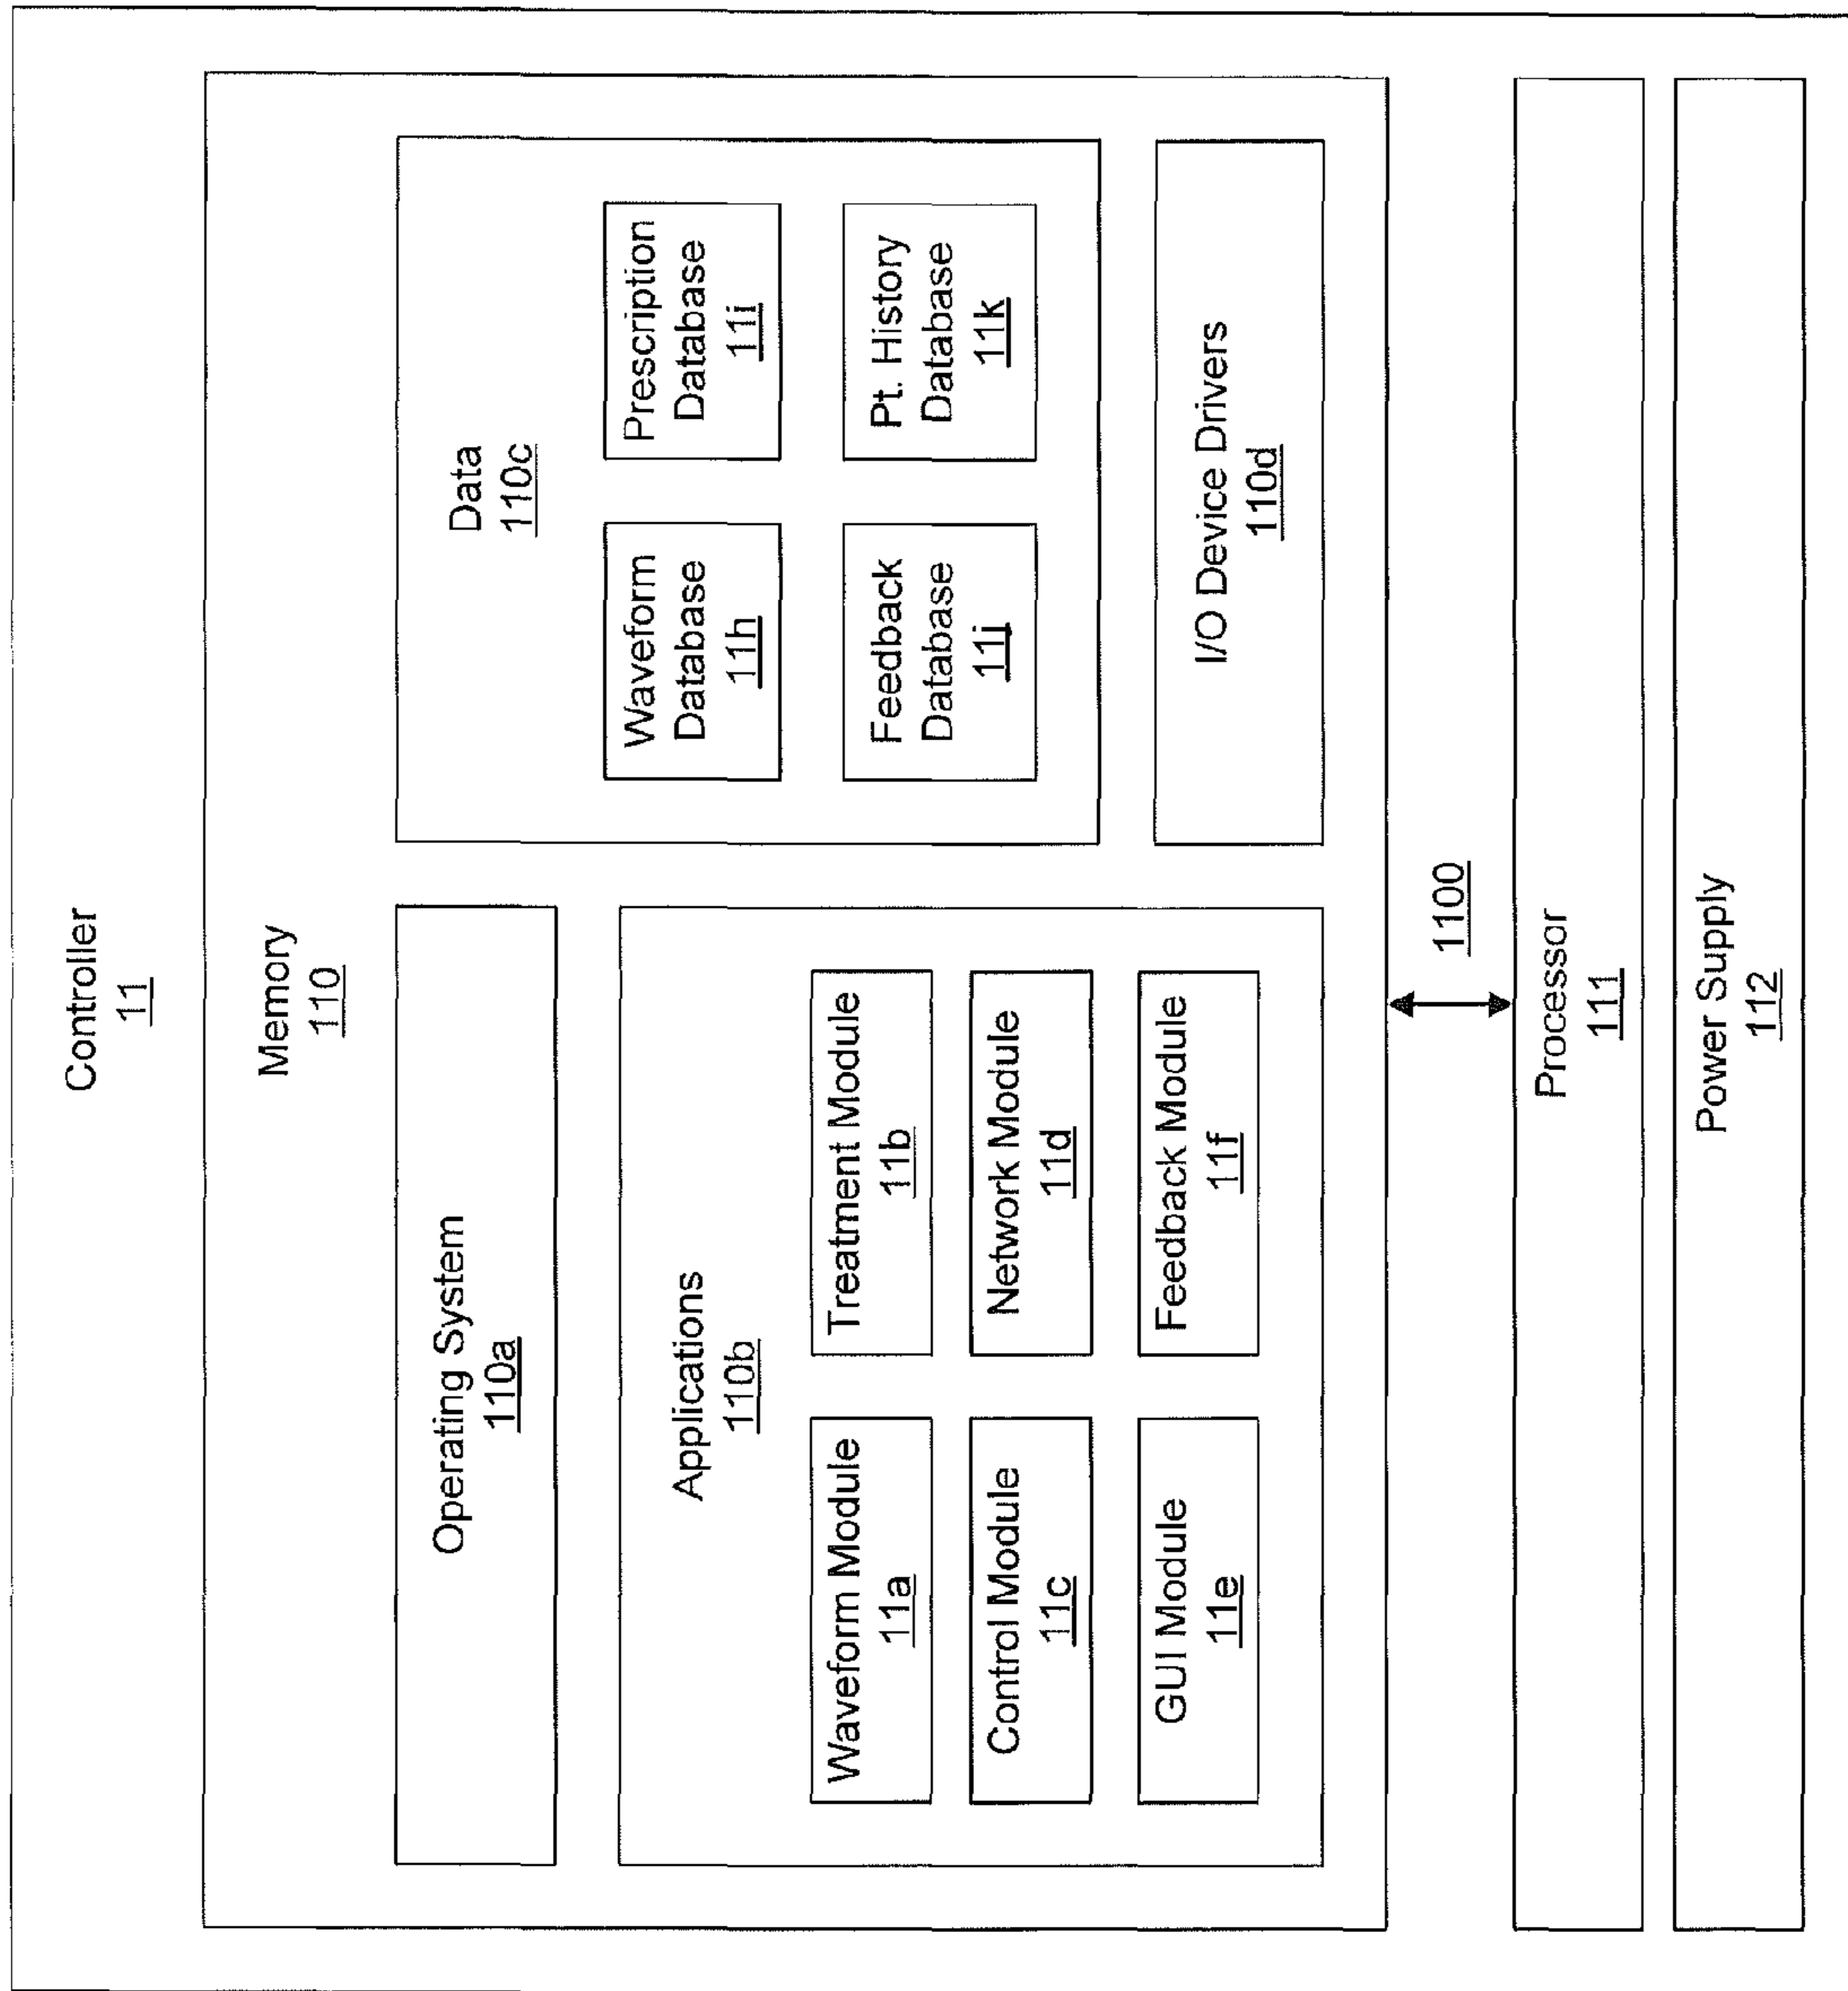 Controller
11
Memory
110
Operating System
110a
Applications
110b
Waveform Module
11a
Treatment Module
11b
Control Module
11c
Network Module
11d
GUI Module
11e
Feedback Module
11f
Data
110c
Waveform
Database
11h
Prescription
Database
11i
Feedback
Database
11j
Pt. History
Database
11k
I/O Device Drivers
110d
1100
Processor
111
Power Supply
112